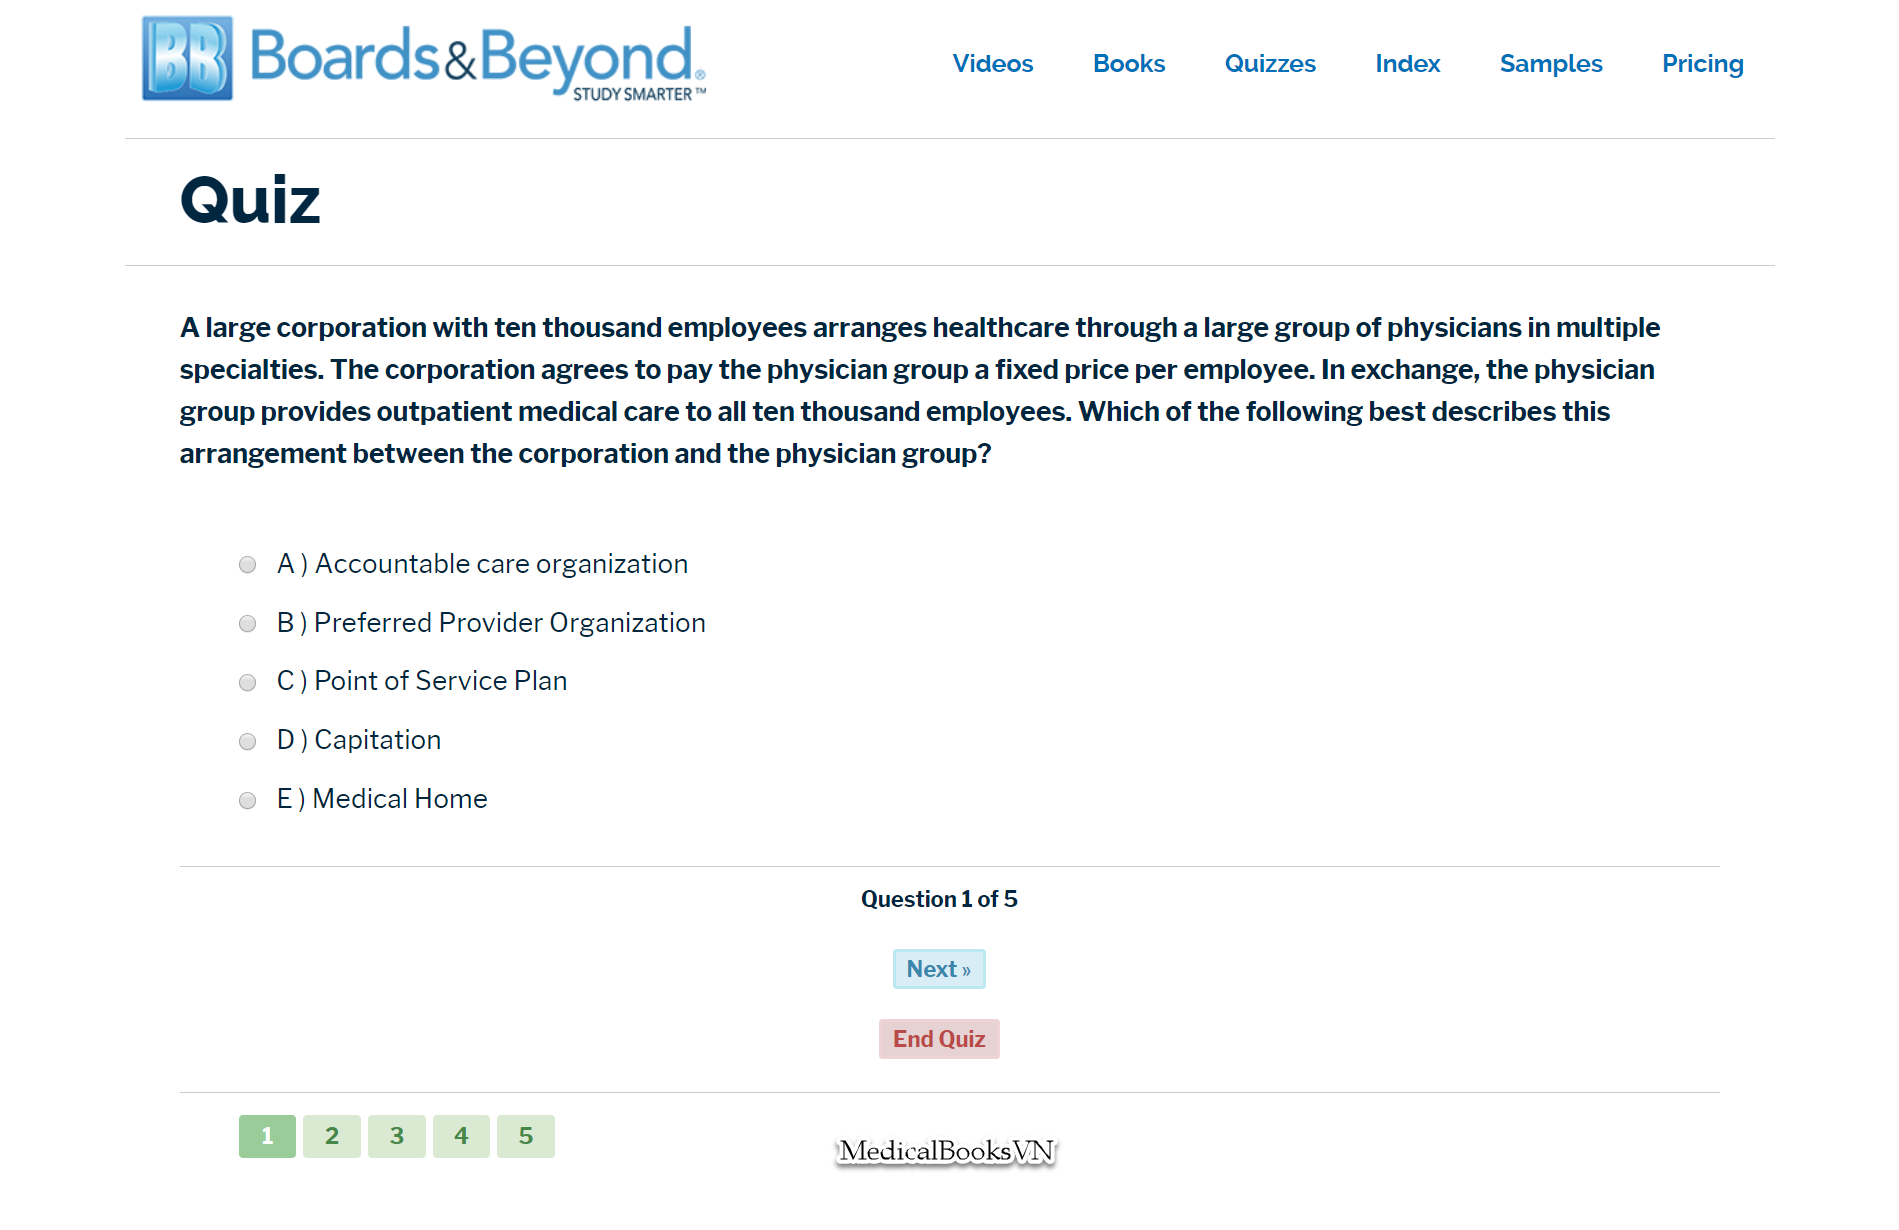 BB Boards&Beyond®
STUDY SMARTER™
Videos Books Quizzes Index Samples Pricing
Quiz
A large corporation with ten thousand employees arranges healthcare through a large group of physicians in multiple
specialties. The corporation agrees to pay the physician group a fixed price per employee. In exchange, the physician
group provides outpatient medical care to all ten thousand employees. Which of the following best describes this
arrangement between the corporation and the physician group?
A ) Accountable care organization
B ) Preferred Provider Organization
C ) Point of Service Plan
D ) Capitation
E ) Medical Home
Question 1 of 5
Next »
End Quiz
1 2 3 4 5
MedicalBooksVN